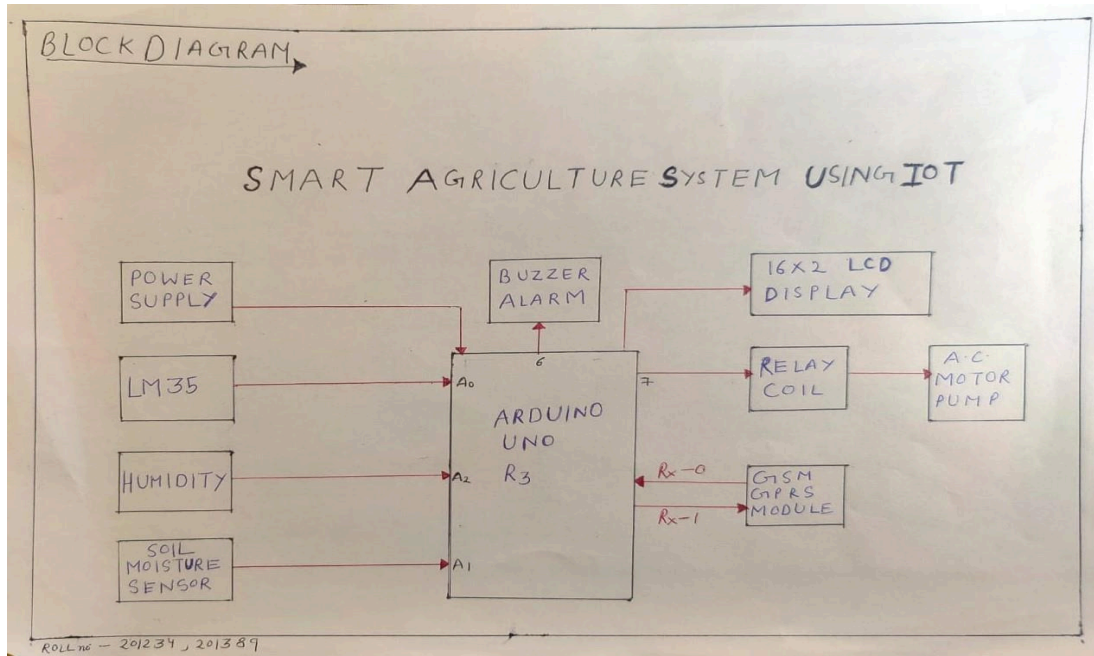 BLOCK DIAGRAM
SMART AGRICULTURE SYSTEM USING IOT
POWER
SUPPLY
BUZZER
ALARM
16X2 LCD
DISPLAY
LM35
A0
6
7
RELAY
COIL
A.C.
MOTOR
PUMP
ARDUINO
UNO
R3
HUMIDITY
A2
Rx-0
Rx-1
GSM
GPRS
MODULE
SOIL
MOISTURE
SENSOR
A1
ROLL no - 201234, 201389